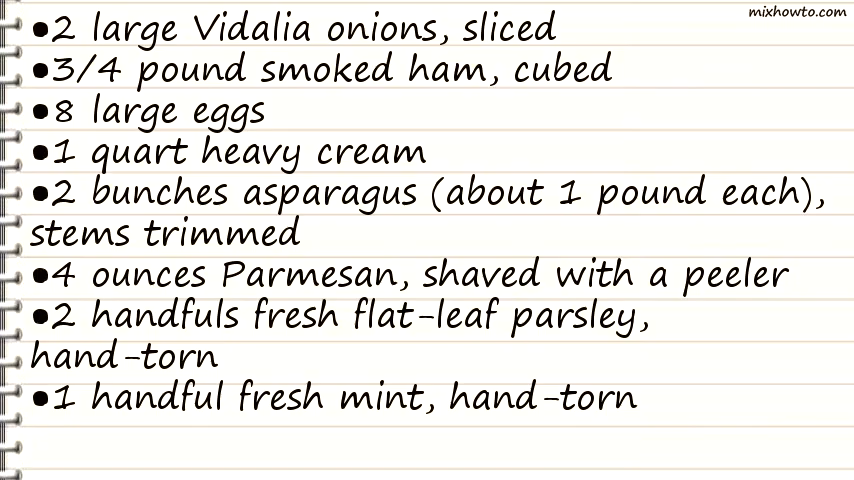 mixhowto.com
•2 large Vidalia onions, sliced
•3/4 pound smoked ham, cubed
•8 large eggs
•1 quart heavy cream
•2 bunches asparagus (about 1 pound each),
stems trimmed
•4 ounces Parmesan, shaved with a peeler
•2 handfuls fresh flat-leaf parsley,
hand-torn
•1 handful fresh mint, hand-torn